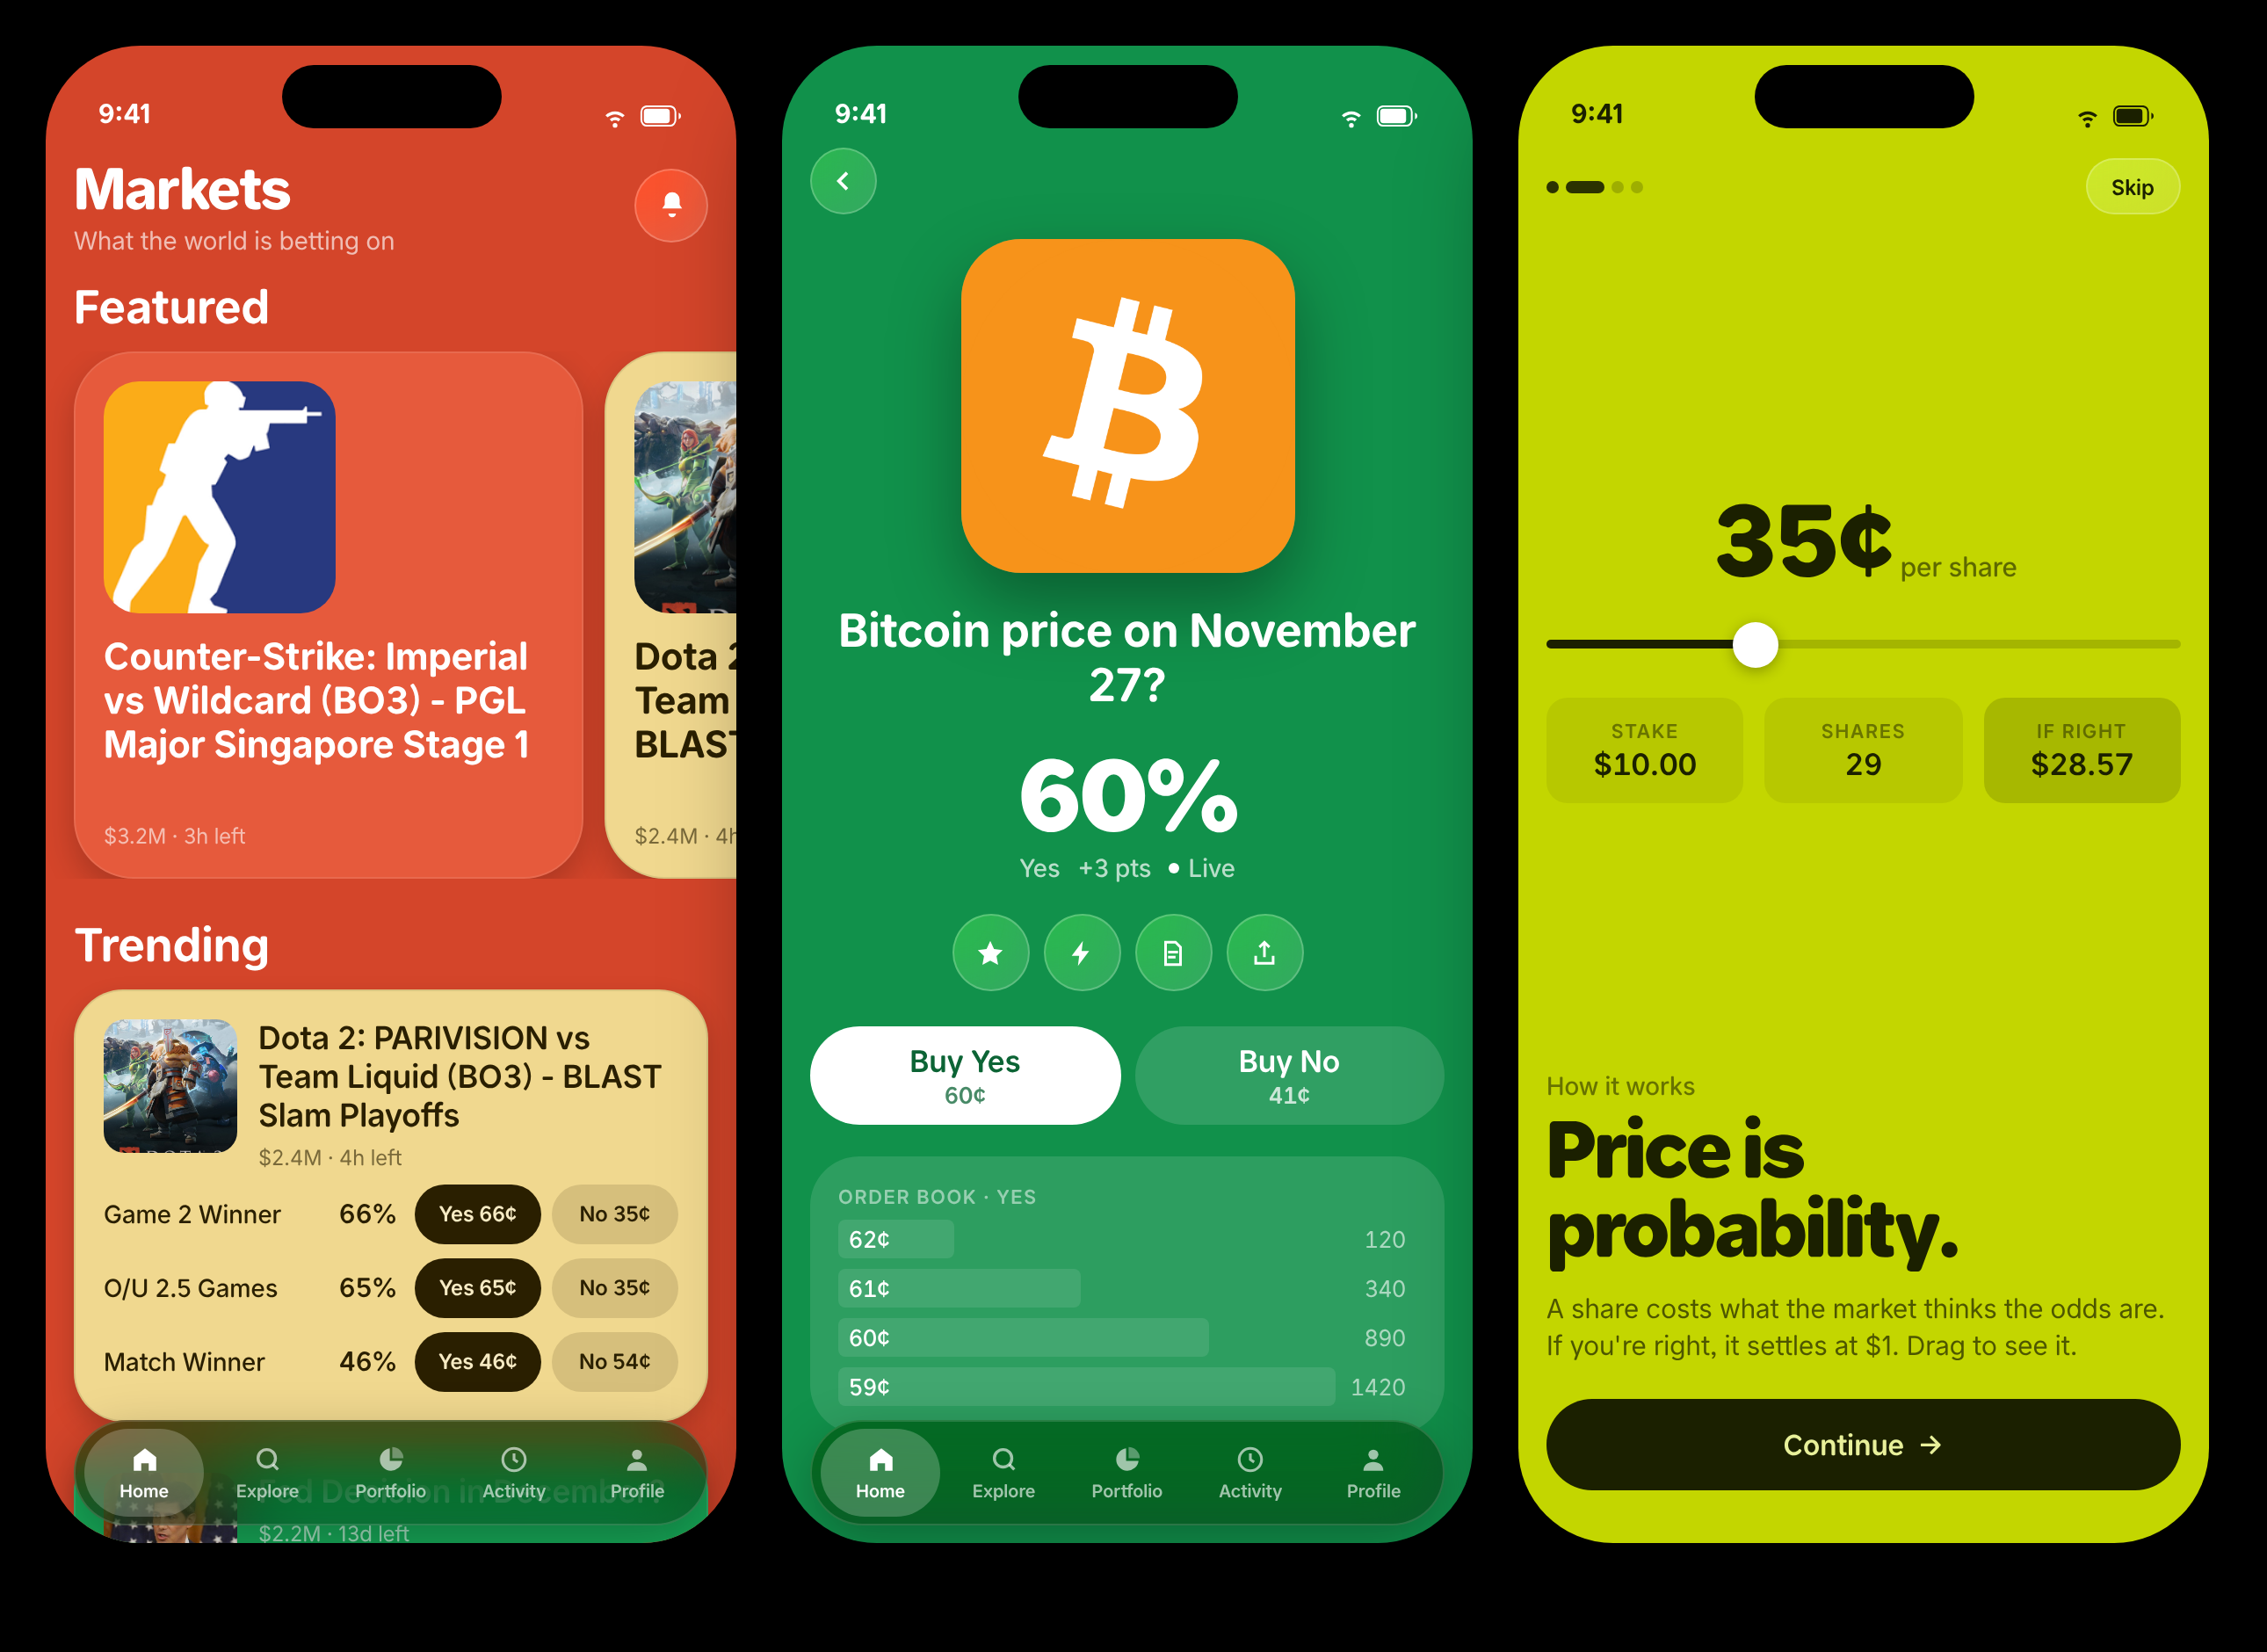 9:41
Markets
What the world is betting on
Featured
Counter-Strike: Imperial
vs Wildcard (BO3) - PGL
Major Singapore Stage 1
$3.2M · 3h left
Dota 2
Team
BLAST
$2.4M · 4h
Trending
Dota 2: PARIVISION vs
Team Liquid (BO3) - BLAST
Slam Playoffs
$2.4M · 4h left
Game 2 Winner 66% Yes 66¢ No 35¢
O/U 2.5 Games 65% Yes 65¢ No 35¢
Match Winner 46% Yes 46¢ No 54¢
Fed Decision in December?
$2.2M · 13d left
Home Explore Portfolio Activity Profile
9:41
Bitcoin price on November
27?
60%
Yes +3 pts Live
Buy Yes
60¢
Buy No
41¢
ORDER BOOK · YES
62¢ 120
61¢ 340
60¢ 890
59¢ 1420
Home Explore Portfolio Activity Profile
9:41
Skip
35¢ per share
STAKE
$10.00
SHARES
29
IF RIGHT
$28.57
How it works
Price is
probability.
A share costs what the market thinks the odds are.
If you're right, it settles at $1. Drag to see it.
Continue →